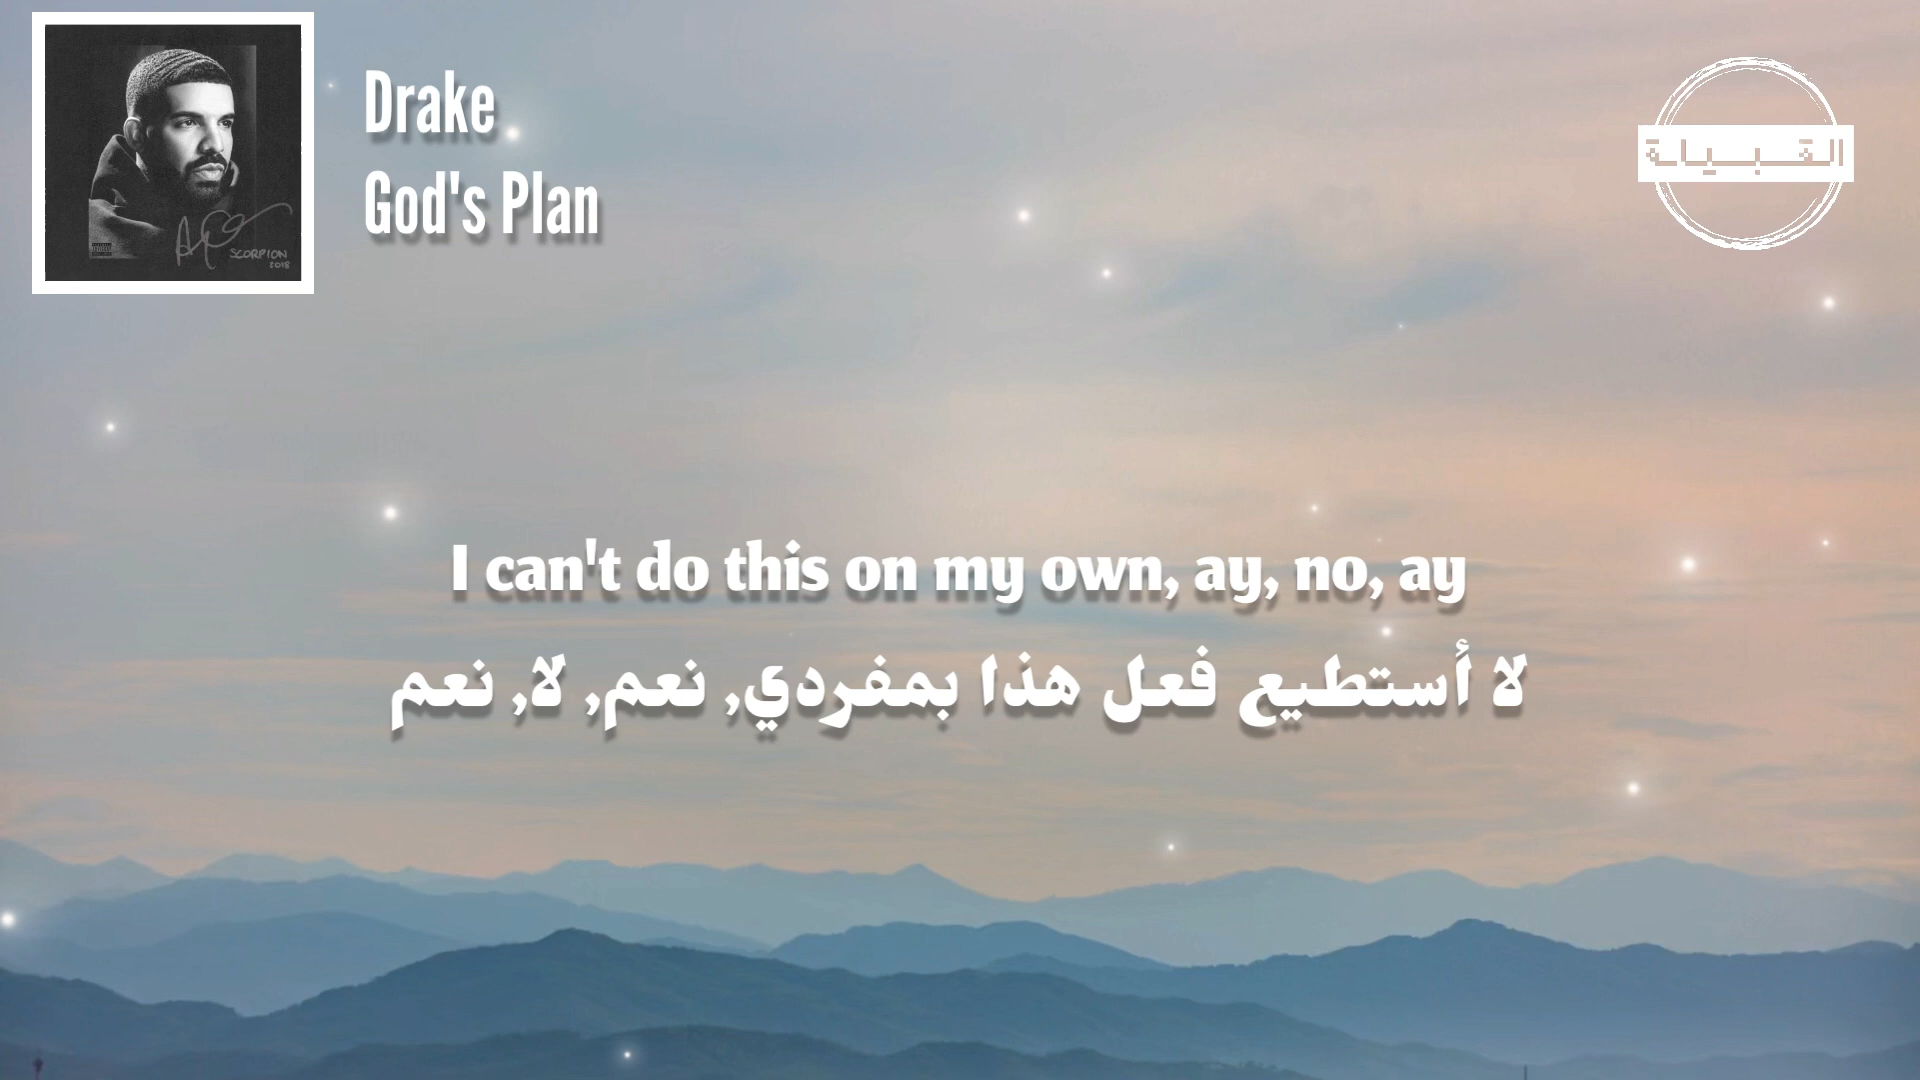 Drake
God's Plan
SCORPION
2018
القبيلة
I can't do this on my own, ay, no, ay
لا أستطيع فعل هذا بمفردي, نعم, لا, نعم